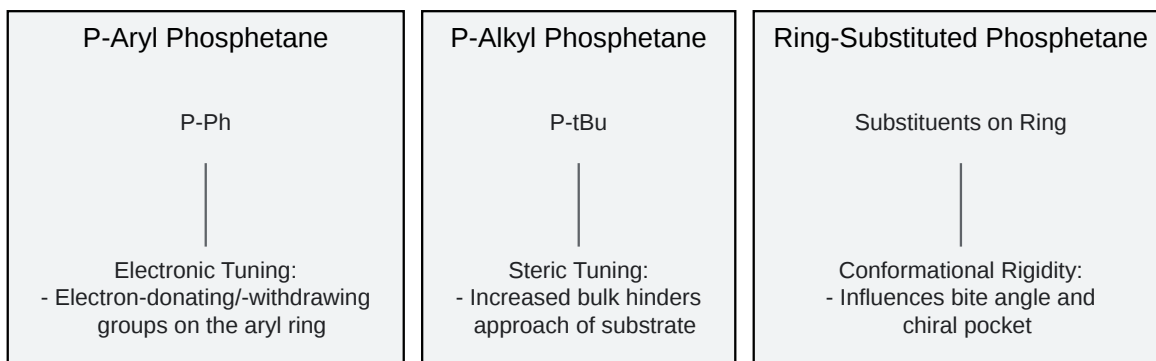 P-Aryl Phosphetane
P-Ph
Electronic Tuning:
- Electron-donating/-withdrawing
groups on the aryl ring
P-Alkyl Phosphetane
P-tBu
Steric Tuning:
- Increased bulk hinders
approach of substrate
Ring-Substituted Phosphetane
Substituents on Ring
Conformational Rigidity:
- Influences bite angle and
chiral pocket